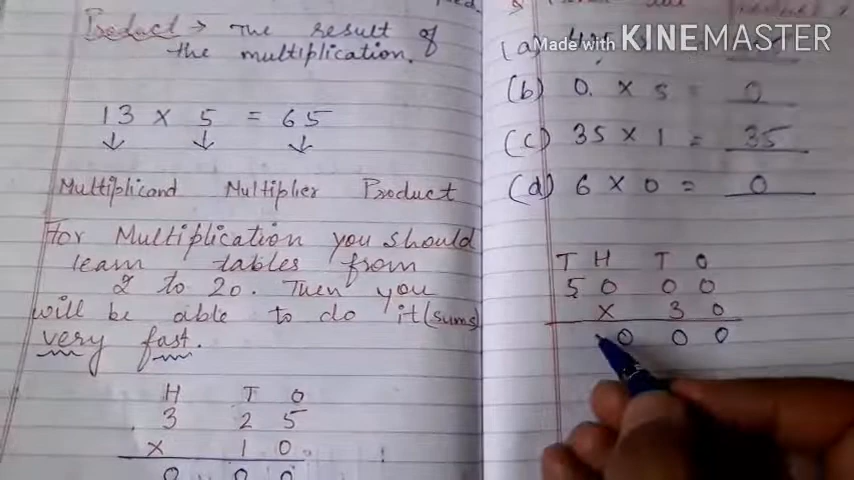 Product → The result of
the multiplication.
13 x 5 = 65
↓ ↓ ↓
Multiplicand Multiplier Product
For Multiplication you should
learn tables from
2 to 20. Then you
will be able to do it (sums)
very fast.
H T O
3 2 5
x 1 0
0 0 0
(a)
Made with KINEMASTER
(b) 0. x 5 = 0
(c) 35 x 1 = 35
(d) 6 x 0 = 0
T H T O
5 0 0 0
x 3 0
0 0 0